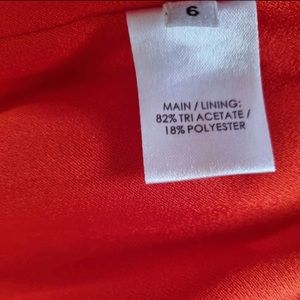 6
MAIN / LINING:
82% TRI ACETATE /
18% POLYESTER